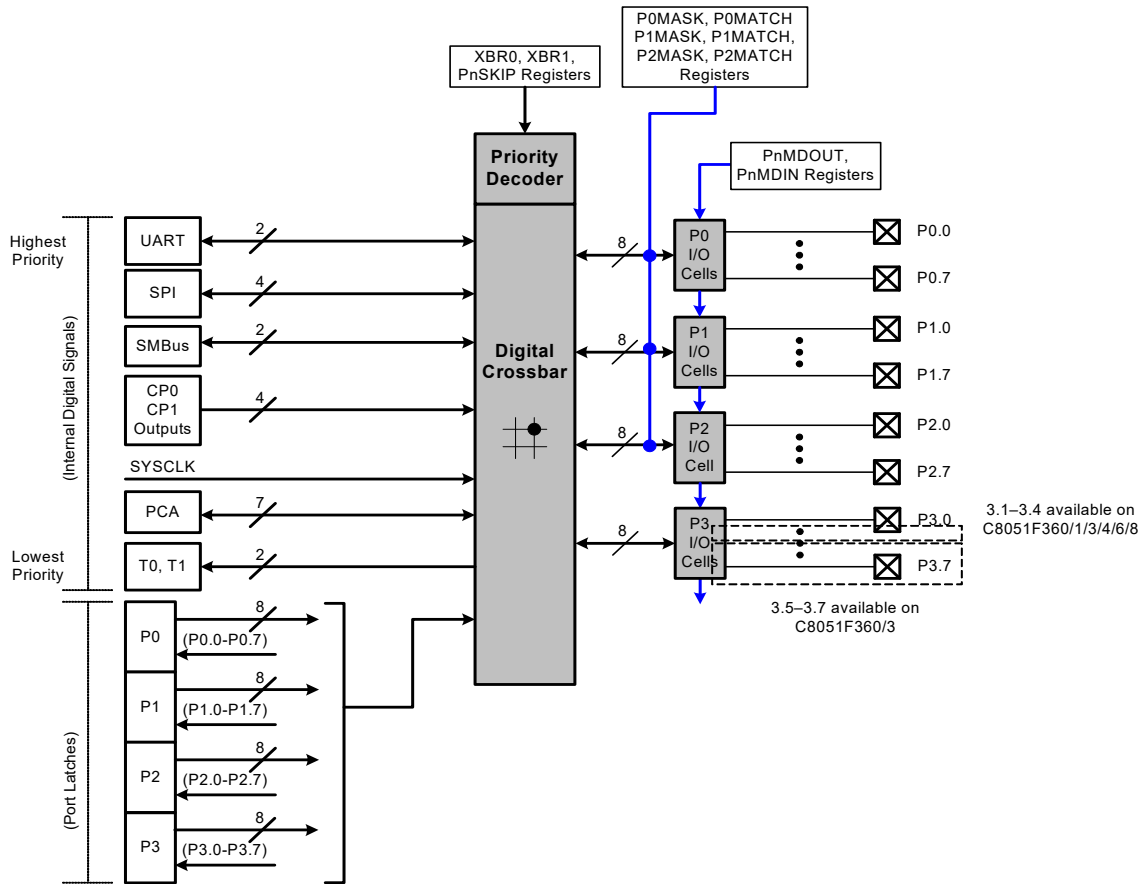 P0MASK, P0MATCH
P1MASK, P1MATCH,
P2MASK, P2MATCH
Registers
XBR0, XBR1,
PnSKIP Registers
PnMDOUT,
PnMDIN Registers
Priority
Decoder
Digital
Crossbar
Highest
Priority
(Internal Digital Signals)
Lowest
Priority
UART
2
SPI
4
SMBus
2
CP0
CP1
Outputs
4
SYSCLK
PCA
7
T0, T1
2
(Port Latches)
P0
8
(P0.0-P0.7)
P1
8
(P1.0-P1.7)
P2
8
(P2.0-P2.7)
P3
8
(P3.0-P3.7)
8
P0
I/O
Cells
P0.0
P0.7
8
P1
I/O
Cells
P1.0
P1.7
8
P2
I/O
Cell
P2.0
P2.7
8
P3
I/O
Cells
P3.0
P3.7
3.1–3.4 available on
C8051F360/1/3/4/6/8
3.5–3.7 available on
C8051F360/3